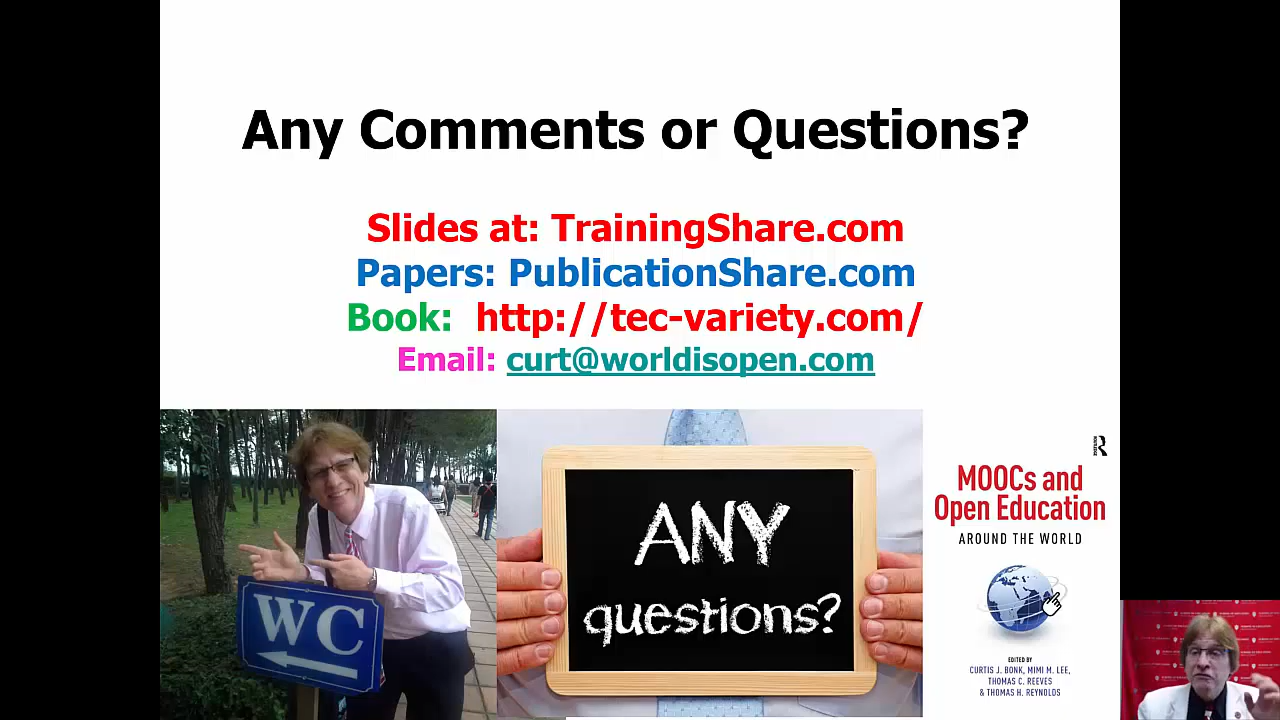 Any Comments or Questions?
Slides at: TrainingShare.com
Papers: PublicationShare.com
Book: http://tec-variety.com/
Email: curt@worldisopen.com
WC
ANY
questions?
R
MOOCs and
Open Education
AROUND THE WORLD
EDITED BY
CURTIS J. BONK, MIMI M. LEE,
THOMAS C. REEVES
& THOMAS H. REYNOLDS